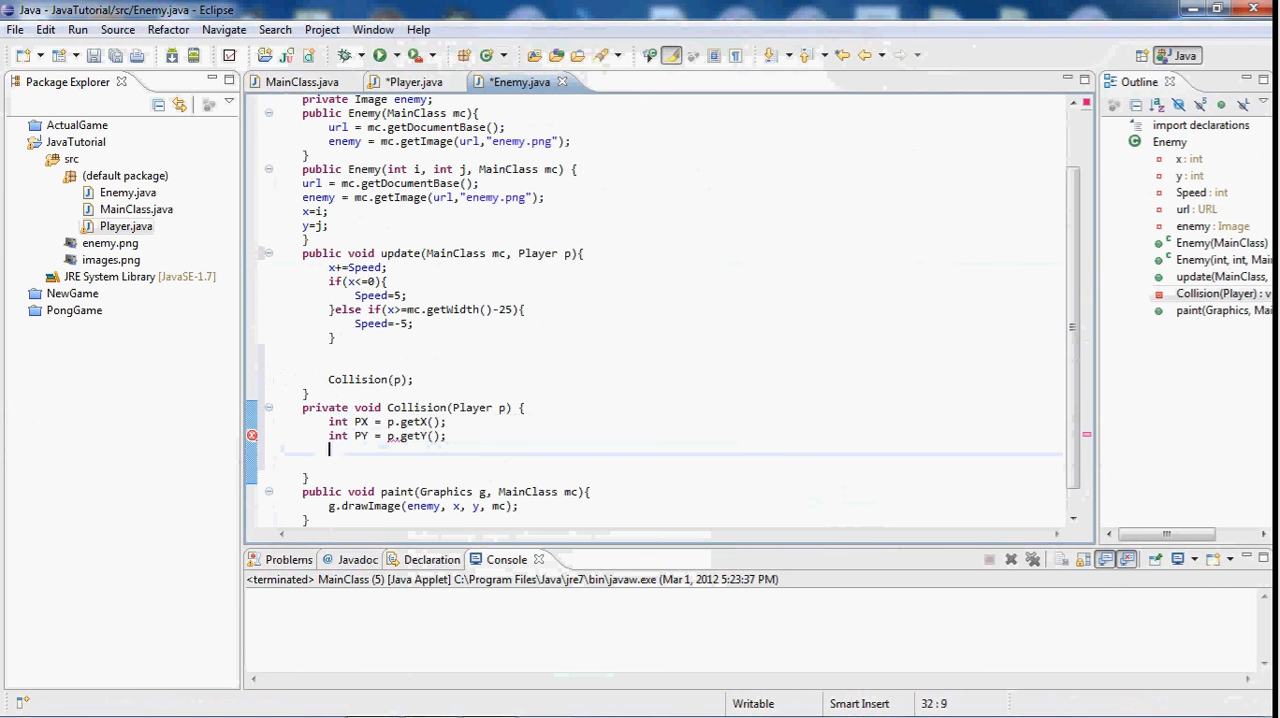 Java - JavaTutorial/src/Enemy.java - Eclipse
File Edit Run Source Refactor Navigate Search Project Window Help
Java
Package Explorer
MainClass.java
*Player.java
*Enemy.java
Outline
ActualGame
JavaTutorial
src
(default package)
Enemy.java
MainClass.java
Player.java
enemy.png
images.png
JRE System Library [JavaSE-1.7]
NewGame
PongGame
private Image enemy;
public Enemy(MainClass mc){
url = mc.getDocumentBase();
enemy = mc.getImage(url,"enemy.png");
}
public Enemy(int i, int j, MainClass mc) {
url = mc.getDocumentBase();
enemy = mc.getImage(url,"enemy.png");
x=i;
y=j;
}
public void update(MainClass mc, Player p){
x+=Speed;
if(x<=0){
Speed=5;
}else if(x>=mc.getWidth()-25){
Speed=-5;
}
Collision(p);
}
private void Collision(Player p) {
int PX = p.getX();
int PY = p.getY();
}
public void paint(Graphics g, MainClass mc){
g.drawImage(enemy, x, y, mc);
}
import declarations
Enemy
x : int
y : int
Speed : int
url : URL
enemy : Image
Enemy(MainClass)
Enemy(int, int, Mai
update(MainClass,
Collision(Player) : v
paint(Graphics, Mai
Problems
@ Javadoc
Declaration
Console
<terminated> MainClass (5) [Java Applet] C:\Program Files\Java\jre7\bin\javaw.exe (Mar 1, 2012 5:23:37 PM)
Writable
Smart Insert
32 : 9